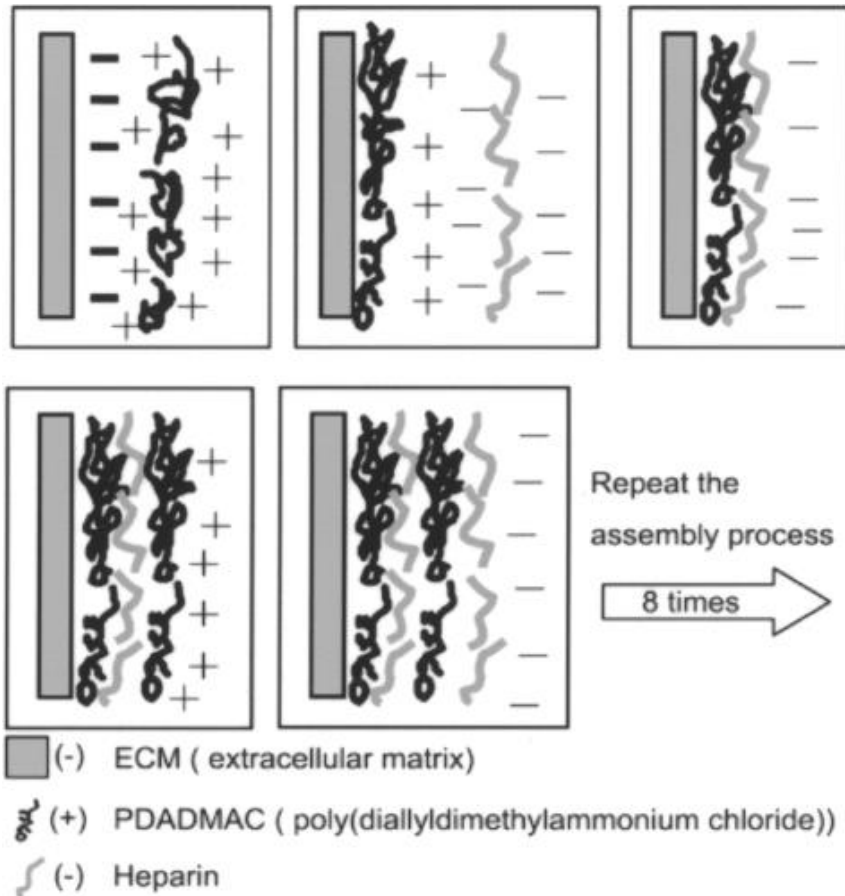 Repeat the
assembly process
8 times
(-) ECM ( extracellular matrix)
(+) PDADMAC ( poly(diallyldimethylammonium chloride))
(-) Heparin